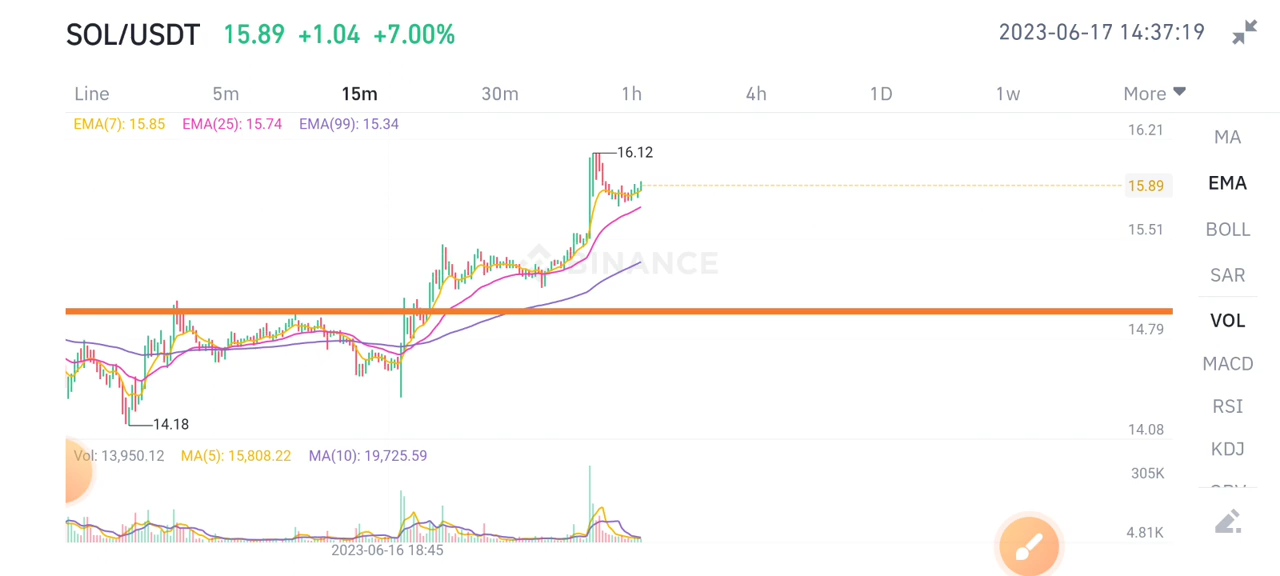 SOL/USDT 15.89 +1.04 +7.00% 2023-06-17 14:37:19
Line 5m 15m 30m 1h 4h 1D 1w More
EMA(7): 15.85 EMA(25): 15.74 EMA(99): 15.34
16.21
MA
16.12
15.89
EMA
15.51
BOLL
BINANCE
SAR
VOL
14.79
MACD
RSI
14.18
14.08
KDJ
Vol: 13,950.12 MA(5): 15,808.22 MA(10): 19,725.59
305K
4.81K
2023-06-16 18:45